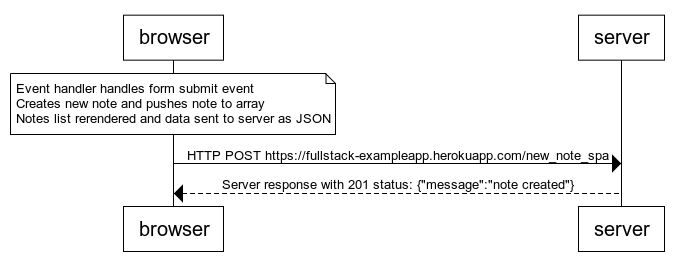 browser
server
Event handler handles form submit event
Creates new note and pushes note to array
Notes list rerendered and data sent to server as JSON
HTTP POST https://fullstack-exampleapp.herokuapp.com/new_note_spa
Server response with 201 status: {"message":"note created"}
browser
server